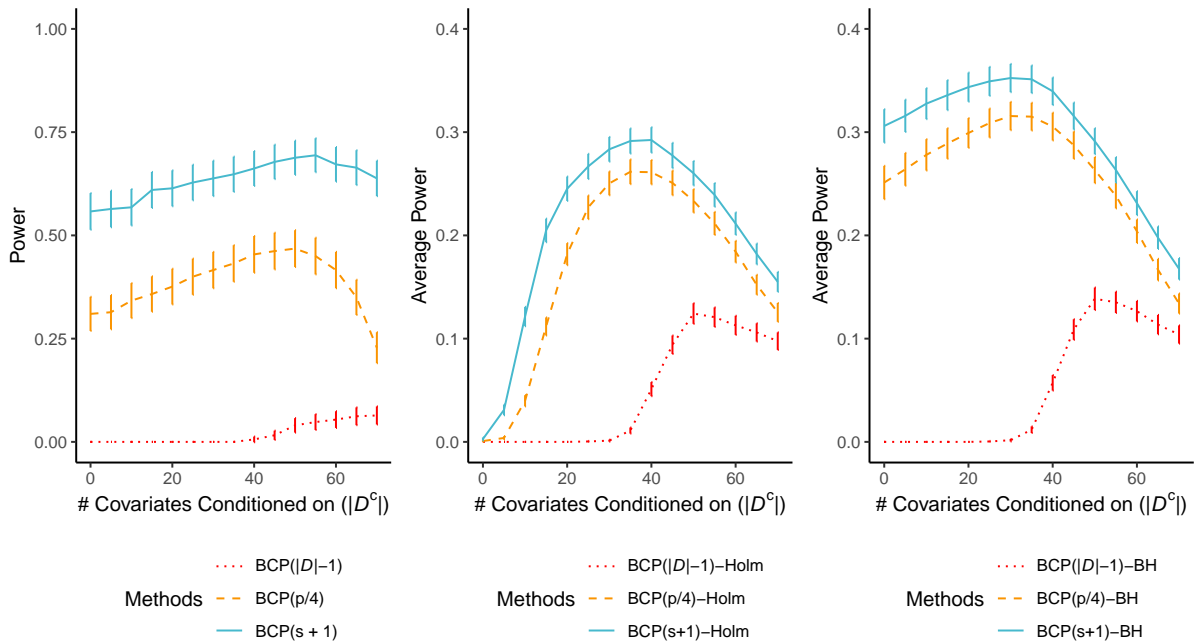 Power
1.00
0.75
0.50
0.25
0.00
0 20 40 60
# Covariates Conditioned on (|D^c|)
Methods
BCP(|D|−1)
BCP(p/4)
BCP(s + 1)
Average Power
0.4
0.3
0.2
0.1
0.0
0 20 40 60
# Covariates Conditioned on (|D^c|)
Methods
BCP(|D|−1)−Holm
BCP(p/4)−Holm
BCP(s+1)−Holm
Average Power
0.4
0.3
0.2
0.1
0.0
0 20 40 60
# Covariates Conditioned on (|D^c|)
Methods
BCP(|D|−1)−BH
BCP(p/4)−BH
BCP(s+1)−BH